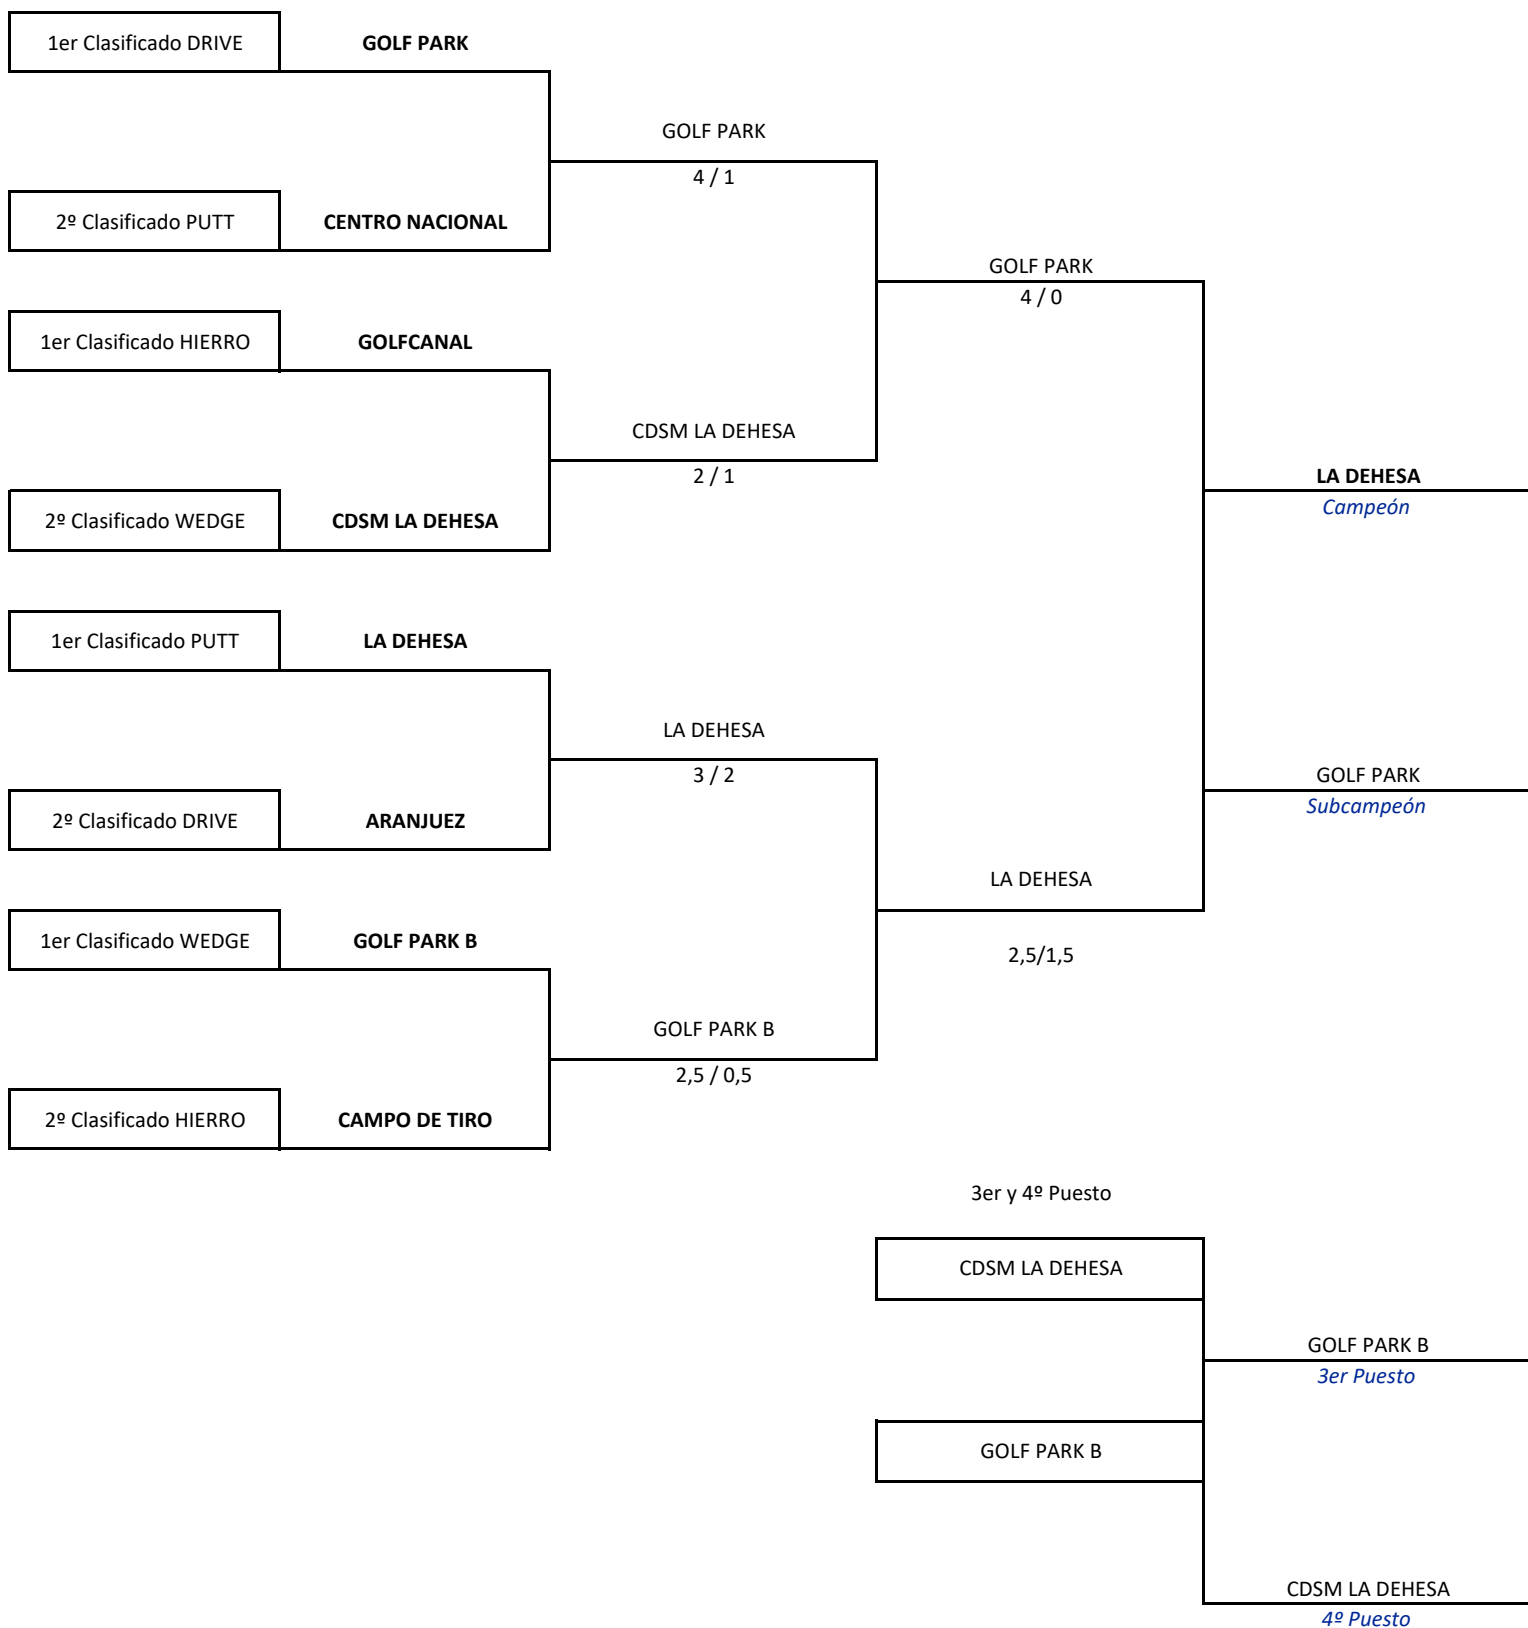 1er Clasificado DRIVE GOLF PARK
GOLF PARK
4 / 1
2º Clasificado PUTT CENTRO NACIONAL
GOLF PARK
4 / 0
1er Clasificado HIERRO GOLFCANAL
CDSM LA DEHESA
2 / 1
LA DEHESA
Campeón
2º Clasificado WEDGE CDSM LA DEHESA
1er Clasificado PUTT LA DEHESA
LA DEHESA
3 / 2
GOLF PARK
Subcampeón
2º Clasificado DRIVE ARANJUEZ
LA DEHESA
1er Clasificado WEDGE GOLF PARK B
2,5/1,5
GOLF PARK B
2,5 / 0,5
2º Clasificado HIERRO CAMPO DE TIRO
3er y 4º Puesto
CDSM LA DEHESA
GOLF PARK B
3er Puesto
GOLF PARK B
CDSM LA DEHESA
4º Puesto